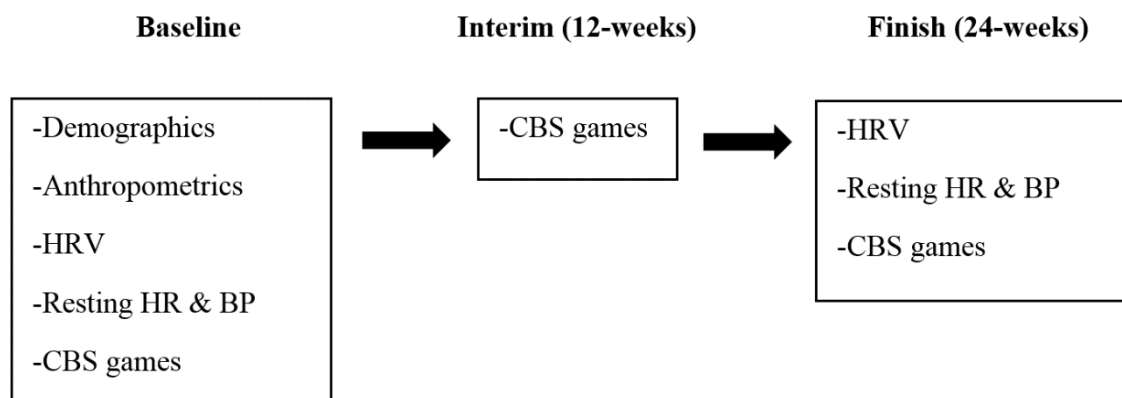 Baseline
-Demographics
-Anthropometrics
-HRV
-Resting HR & BP
-CBS games
Interim (12-weeks)
-CBS games
Finish (24-weeks)
-HRV
-Resting HR & BP
-CBS games